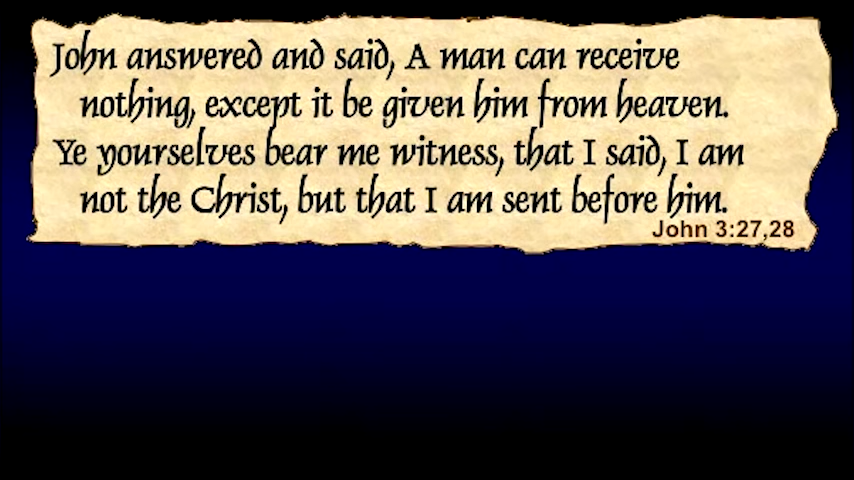 John answered and said, A man can receive
nothing, except it be given him from heaven.
Ye yourselves bear me witness, that I said, I am
not the Christ, but that I am sent before him.
John 3:27,28